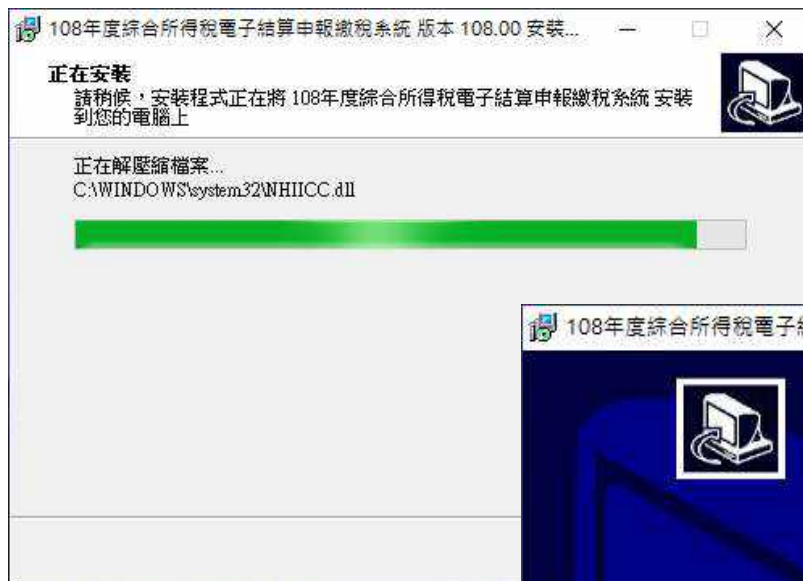 108年度綜合所得稅電子結算申報繳稅系統 版本 108.00 安裝...
正在安裝
請稍候，安裝程式正在將 108年度綜合所得稅電子結算申報繳稅系統 安裝
到您的電腦上
正在解壓縮檔案...
C:\WINDOWS\system32\NHIICC.dll
108年度綜合所得稅電子